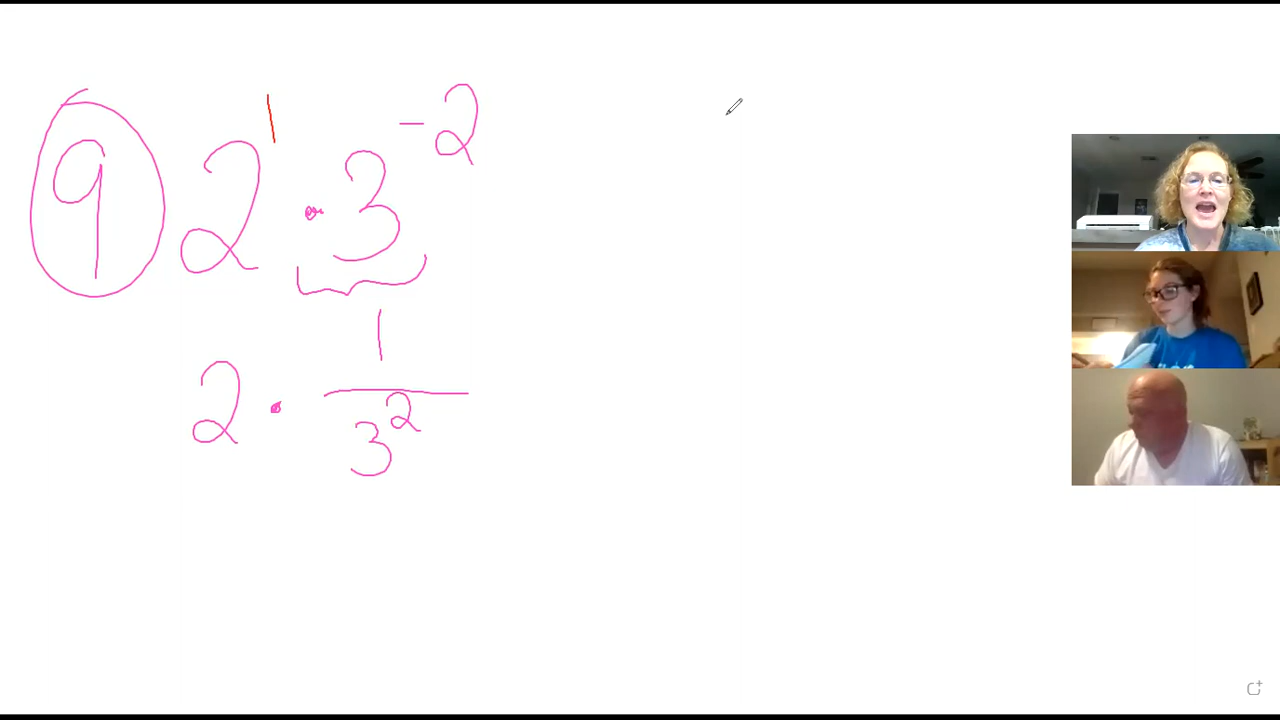 9 2¹ · 3⁻²
2 · 1/3²